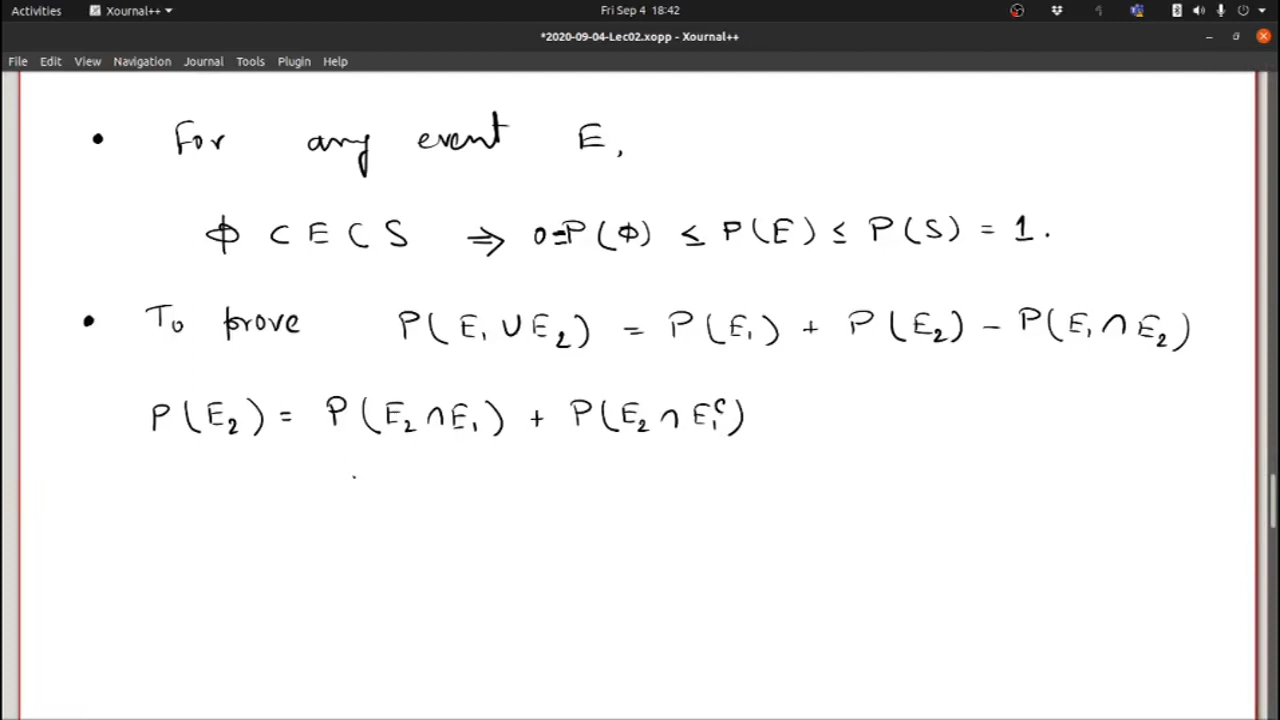 Activities Xournal++ Fri Sep 4 18:42
*2020-09-04-Lec02.xopp - Xournal++
File Edit View Navigation Journal Tools Plugin Help
• For any event E,
ϕ ⊂ E ⊂ S ⇒ 0=P(ϕ) ≤ P(E) ≤ P(S) = 1.
• To prove P(E₁ ∪ E₂) = P(E₁) + P(E₂) − P(E₁ ∩ E₂)
P(E₂) = P(E₂ ∩ E₁) + P(E₂ ∩ E₁ᶜ)